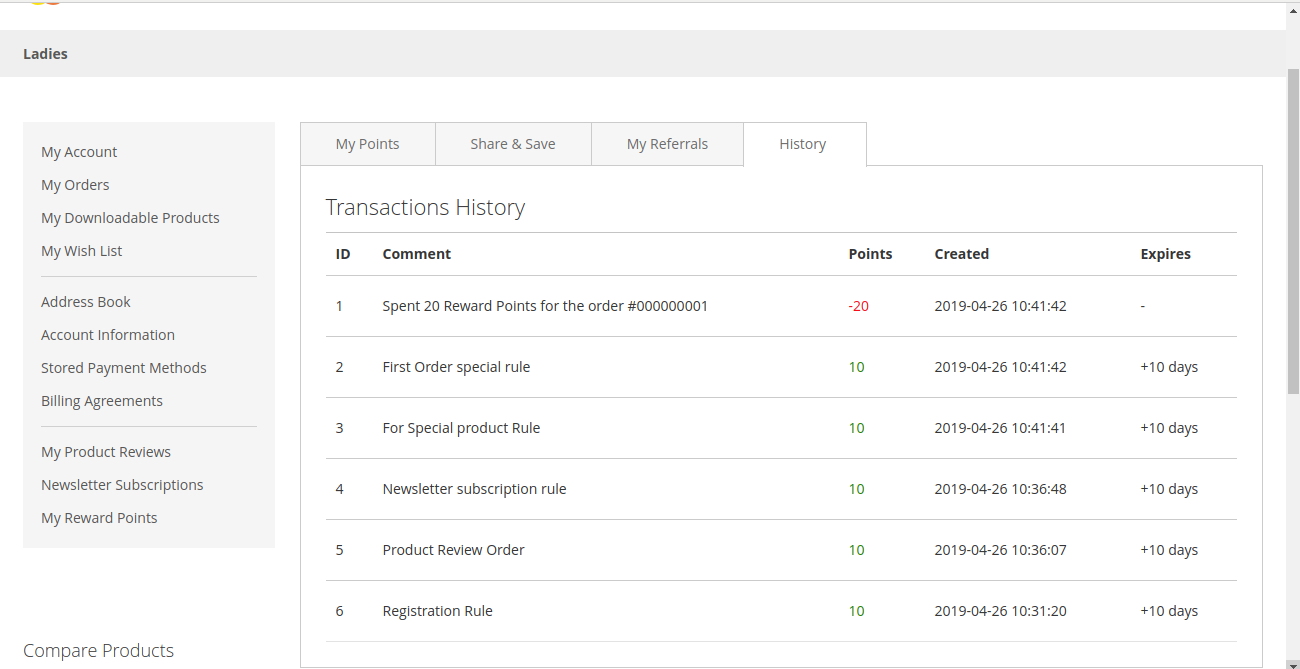 Ladies
My Account
My Orders
My Downloadable Products
My Wish List
Address Book
Account Information
Stored Payment Methods
Billing Agreements
My Product Reviews
Newsletter Subscriptions
My Reward Points
Compare Products
My Points Share & Save My Referrals History
Transactions History
ID Comment Points Created Expires
1 Spent 20 Reward Points for the order #000000001 -20 2019-04-26 10:41:42 -
2 First Order special rule 10 2019-04-26 10:41:42 +10 days
3 For Special product Rule 10 2019-04-26 10:41:41 +10 days
4 Newsletter subscription rule 10 2019-04-26 10:36:48 +10 days
5 Product Review Order 10 2019-04-26 10:36:07 +10 days
6 Registration Rule 10 2019-04-26 10:31:20 +10 days